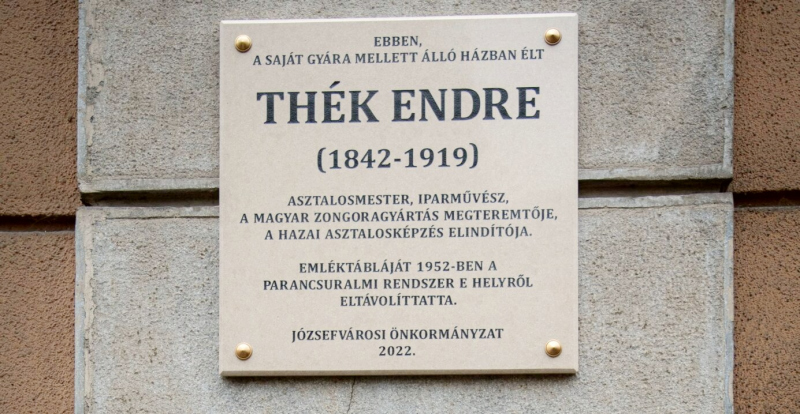 EBBEN,
A SAJÁT GYÁRA MELLETT ÁLLÓ HÁZBAN ÉLT
THÉK ENDRE
(1842-1919)
ASZTALOSMESTER, IPARMŰVÉSZ,
A MAGYAR ZONGORAGYÁRTÁS MEGTEREMTŐJE,
A HAZAI ASZTALOSKÉPZÉS ELINDÍTÓJA.
EMLÉKTÁBLÁJÁT 1952-BEN A
PARANCSURALMI RENDSZER E HELYRŐL
ELTÁVOLÍTTATTA.
JÓZSEFVÁROSI ÖNKORMÁNYZAT
2022.